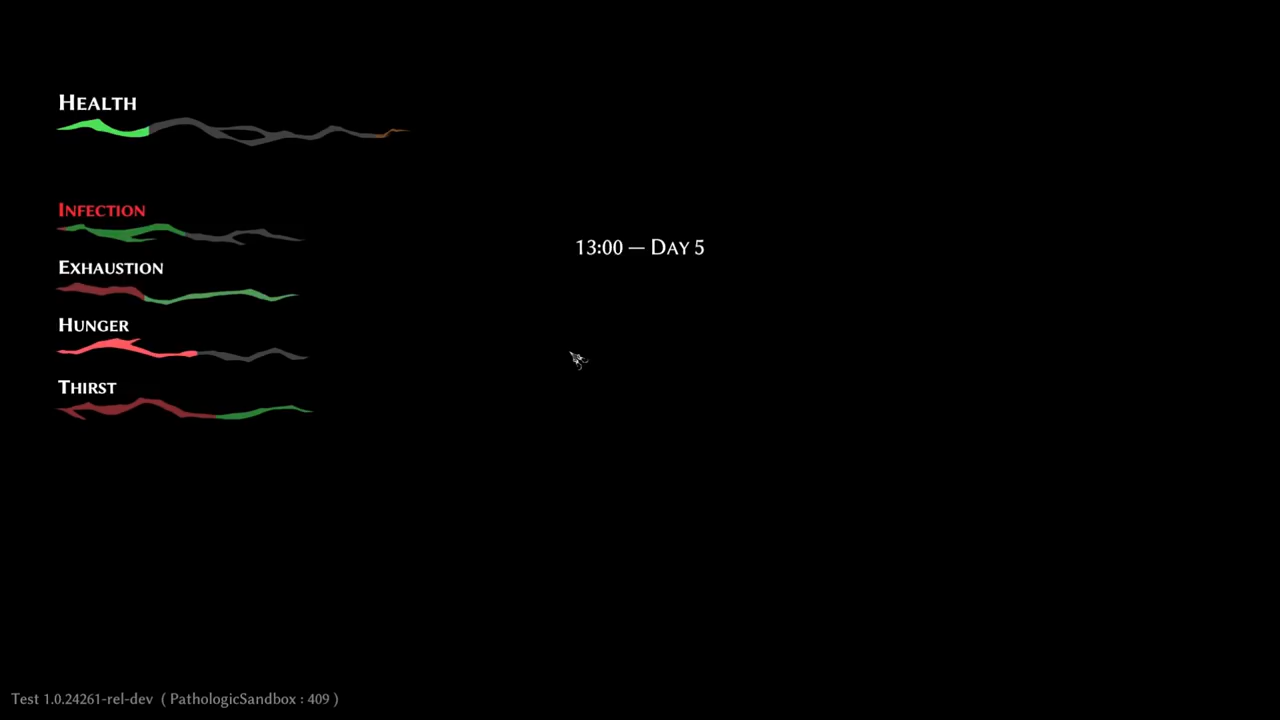 Health
Infection
13:00 — Day 5
Exhaustion
Hunger
Thirst
Test 1.0.24261-rel-dev ( PathologicSandbox : 409 )